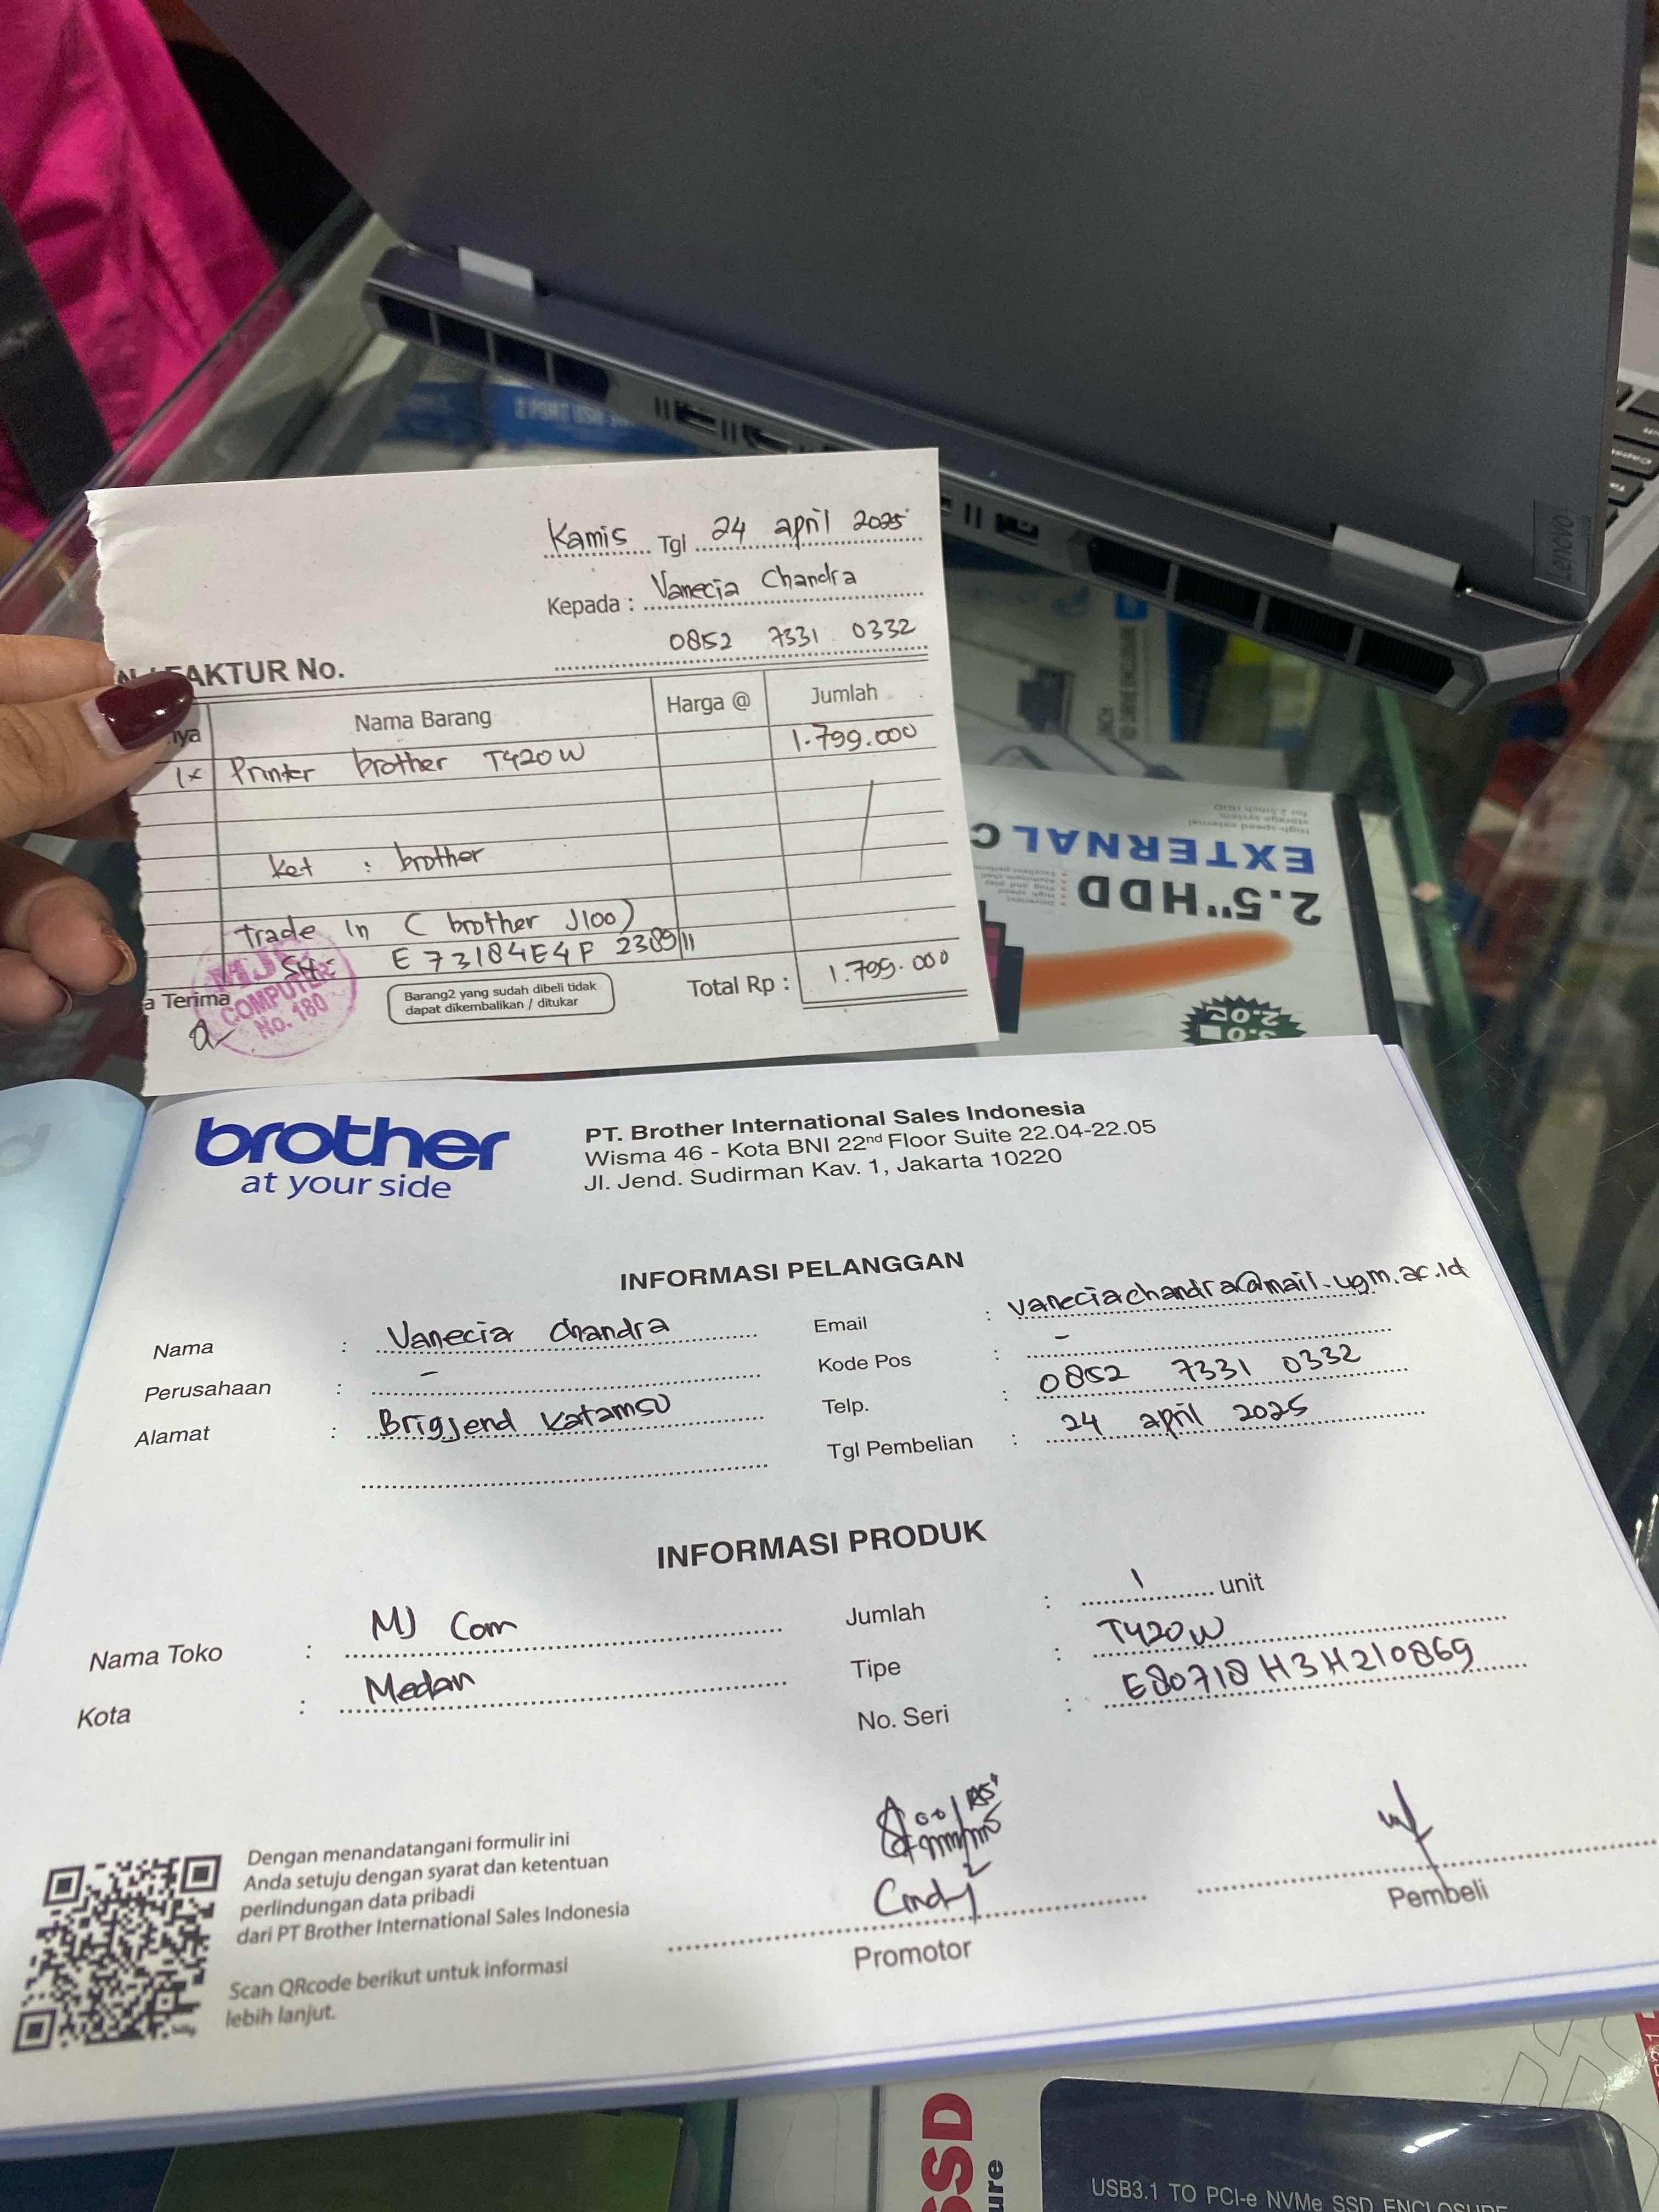 Lenovo
Kamis Tgl 24 april 2025
Kepada : Vanecia Chandra
0852 7331 0332
FAKTUR No.
nya Nama Barang Harga @ Jumlah
1x Printer brother T420W 1.799.000
ket : brother
Trade In ( brother J100)
SN: E 73184E4F 238911
a Terima
MJ
COMPUTER
No. 180
Barang2 yang sudah dibeli tidak
dapat dikembalikan / ditukar
Total Rp : 1.799.000
EXTERNAL C
2.5" HDD
brother
at your side
PT. Brother International Sales Indonesia
Wisma 46 - Kota BNI 22nd Floor Suite 22.04-22.05
Jl. Jend. Sudirman Kav. 1, Jakarta 10220
INFORMASI PELANGGAN
Nama : Vanecia Chandra
Perusahaan : -
Alamat : Brigjend Katamso
Email : vaneciachandra@mail.ugm.ac.id
Kode Pos : -
Telp. : 0852 7331 0332
Tgl Pembelian : 24 april 2025
INFORMASI PRODUK
Nama Toko : MJ Com
Kota : Medan
Jumlah : 1 unit
Tipe : T420W
No. Seri : E80718H3H210869
Dengan menandatangani formulir ini
Anda setuju dengan syarat dan ketentuan
perlindungan data pribadi
dari PT Brother International Sales Indonesia
Scan QRcode berikut untuk informasi
lebih lanjut.
Cindy
Promotor
Pembeli
SSD
USB3.1 TO PCI-e NVMe SSD ENCLOSURE